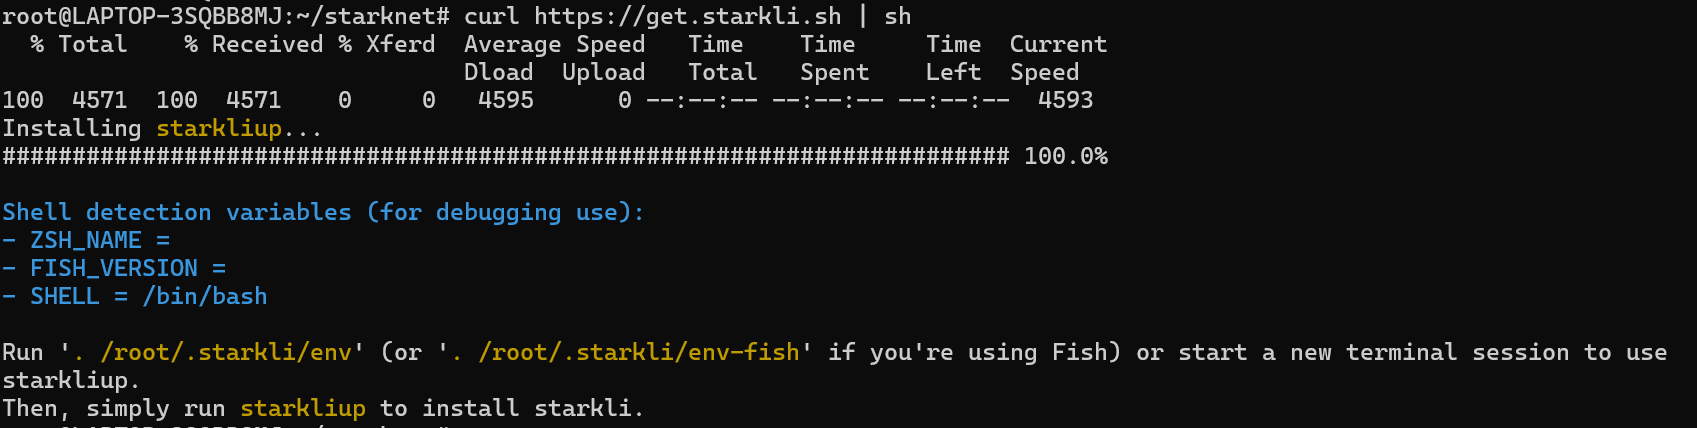 root@LAPTOP-3SQBB8MJ:~/starknet# curl https://get.starkli.sh | sh
  % Total    % Received % Xferd  Average Speed   Time    Time     Time  Current
                                 Dload  Upload   Total   Spent    Left  Speed
100  4571  100  4571    0     0   4595      0 --:--:-- --:--:-- --:--:--  4593
Installing starkliup...
######################################################################## 100.0%
Shell detection variables (for debugging use):
- ZSH_NAME =
- FISH_VERSION =
- SHELL = /bin/bash
Run '. /root/.starkli/env' (or '. /root/.starkli/env-fish' if you're using Fish) or start a new terminal session to use
starkliup.
Then, simply run starkliup to install starkli.